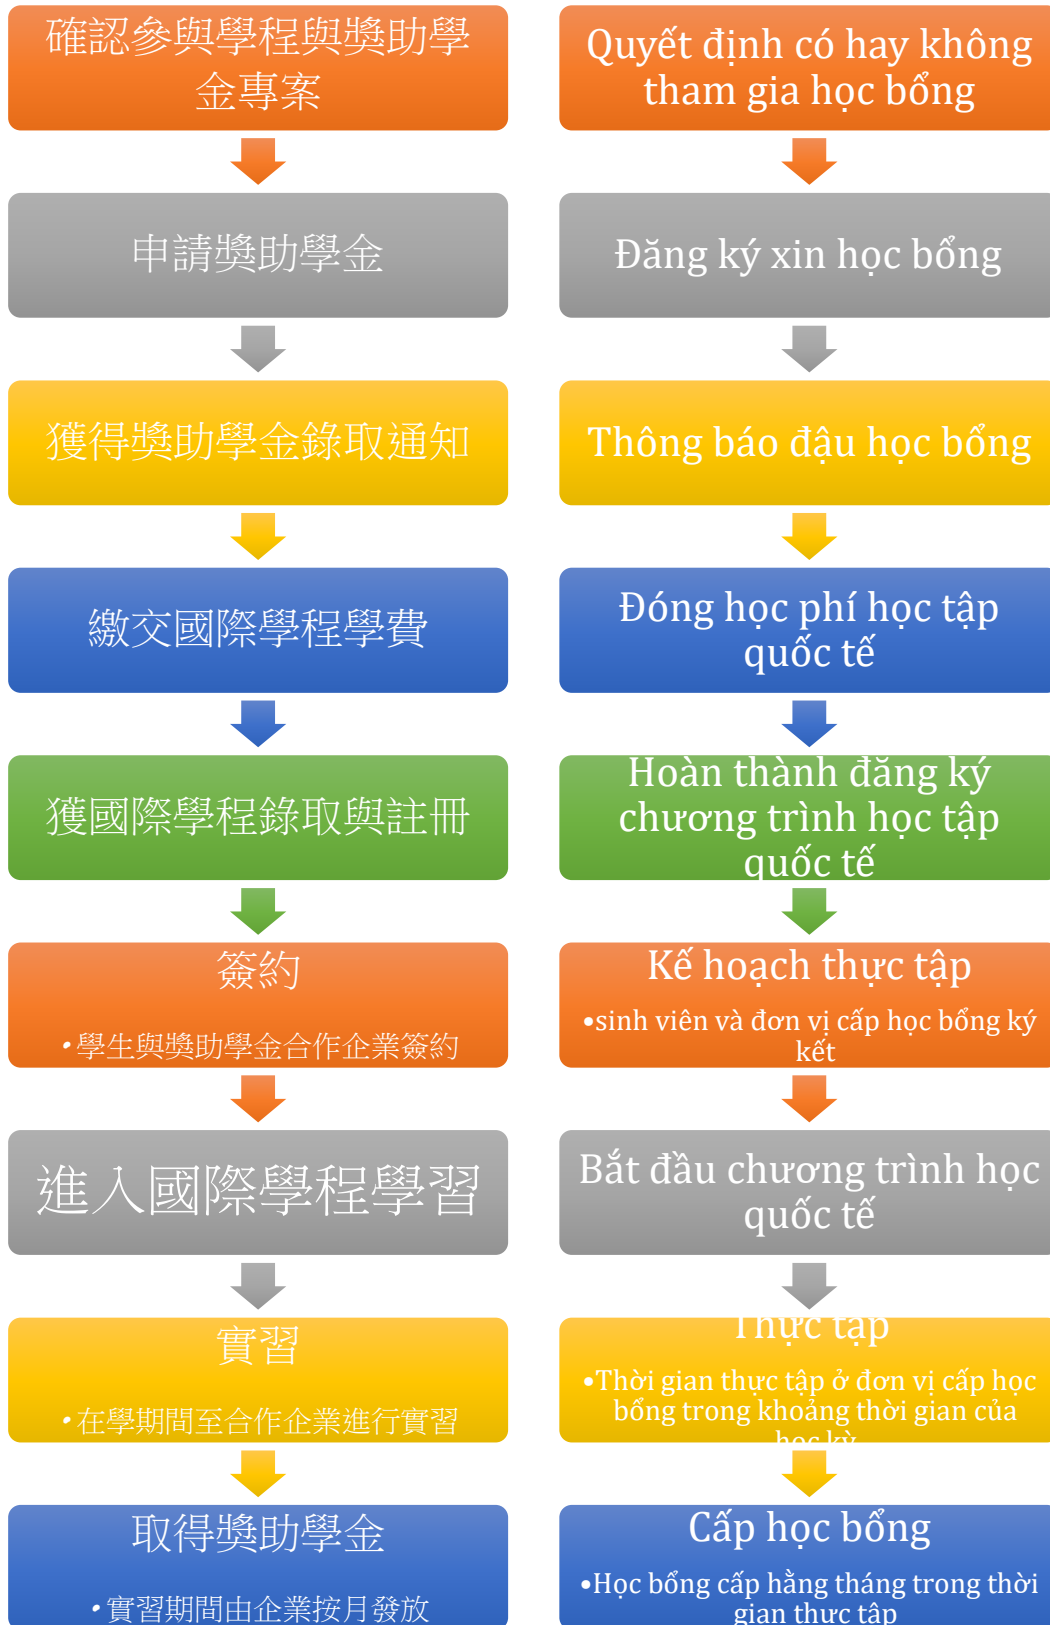 確認參與學程與獎助學
金專案
申請獎助學金
獲得獎助學金錄取通知
繳交國際學程學費
獲國際學程錄取與註冊
簽約
•學生與獎助學金合作企業簽約
進入國際學程學習
實習
•在學期間至合作企業進行實習
取得獎助學金
•實習期間由企業按月發放
Quyết định có hay không
tham gia học bổng
Đăng ký xin học bổng
Thông báo đậu học bổng
Đóng học phí học tập
quốc tế
Hoàn thành đăng ký
chương trình học tập
quốc tế
Kế hoạch thực tập
•sinh viên và đơn vị cấp học bổng ký
kết
Bắt đầu chương trình học
quốc tế
Thực tập
•Thời gian thực tập ở đơn vị cấp học
bổng trong khoảng thời gian của
học kỳ
Cấp học bổng
•Học bổng cấp hằng tháng trong thời
gian thực tập